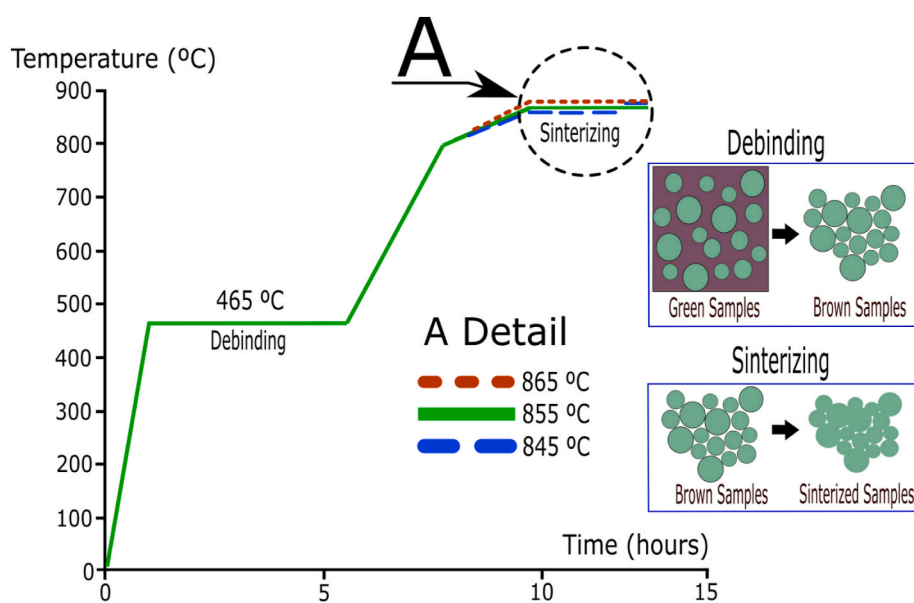 Temperature (ºC)
A
900
800
700
600
500
400
300
200
100
0
0
5
10
15
Time (hours)
465 ºC
Debinding
Sinterizing
A Detail
865 ºC
855 ºC
845 ºC
Debinding
Green Samples
Brown Samples
Sinterizing
Brown Samples
Sinterized Samples